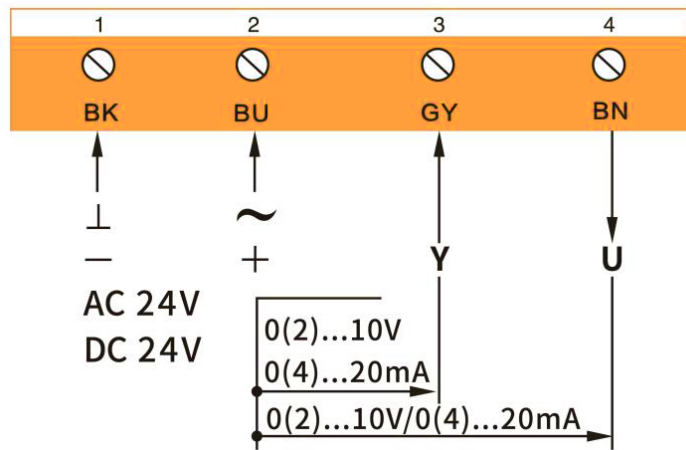 1 2 3 4
BK BU GY BN
⊥ ~
− + Y U
AC 24V
DC 24V
0(2)...10V
0(4)...20mA
0(2)...10V/0(4)...20mA